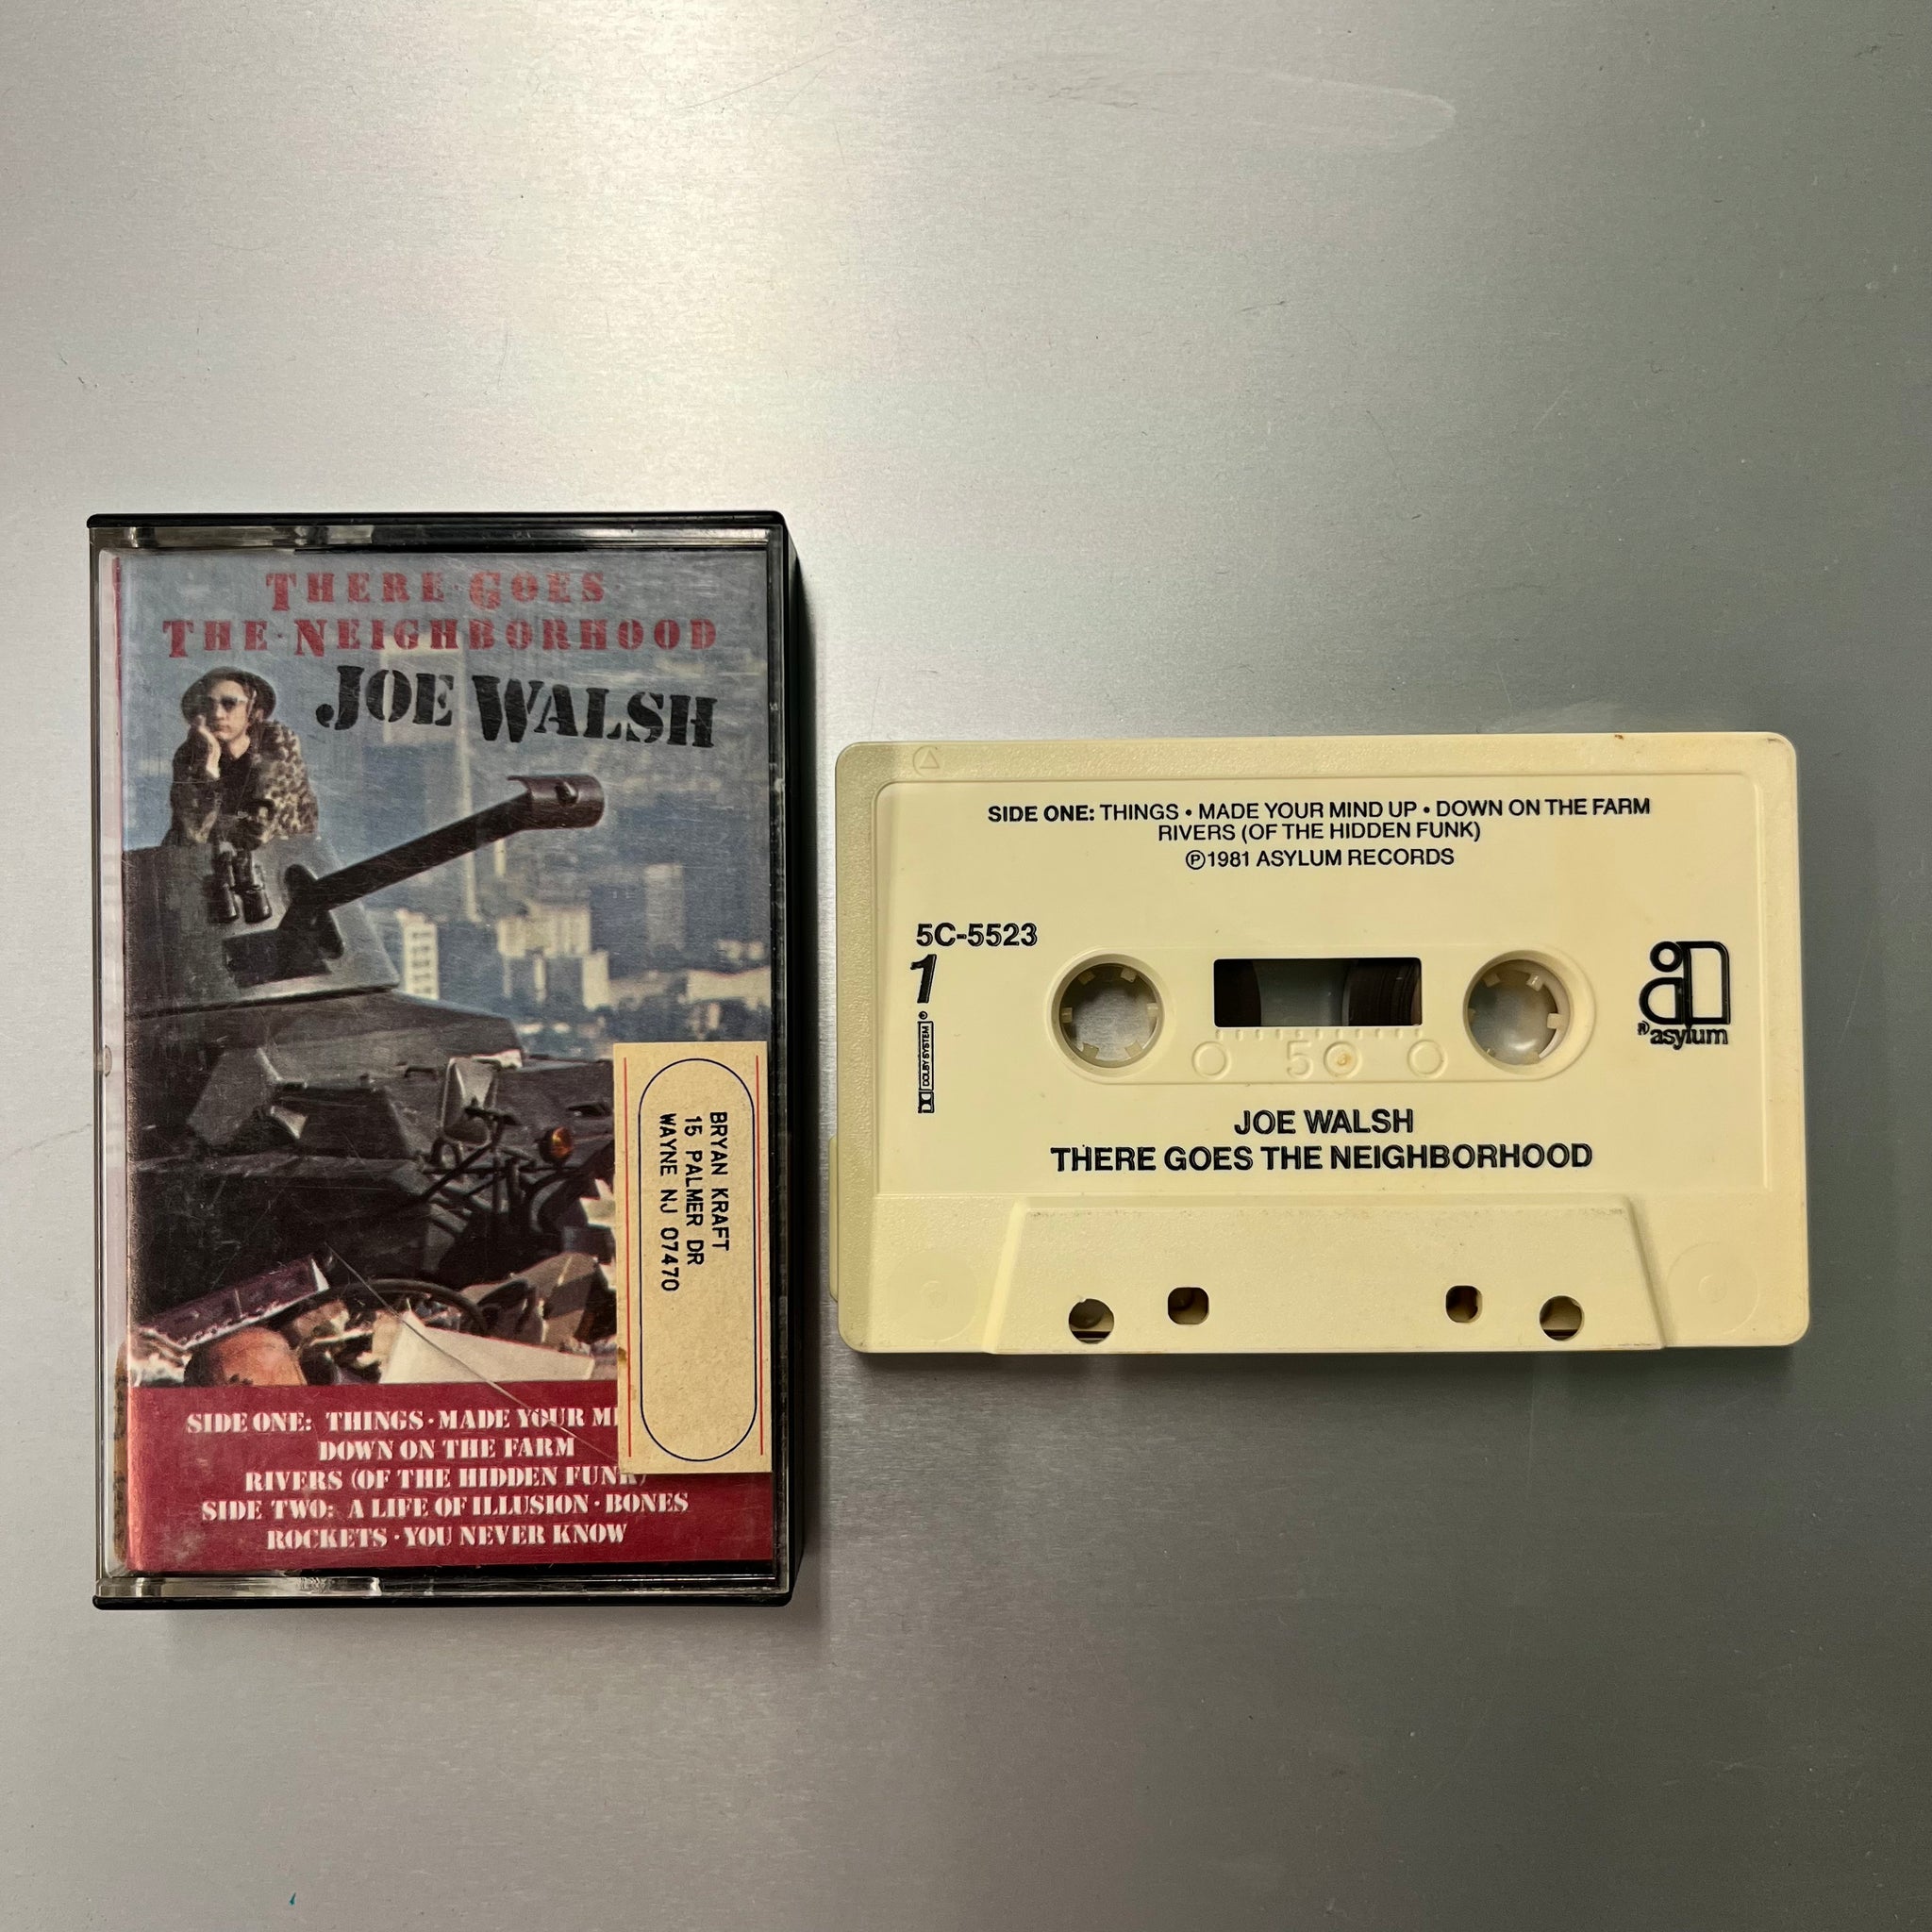 THERE·GOES
THE·NEIGHBORHOOD
JOE WALSH
BRYAN KRAFT
15 PALMER DR
WAYNE NJ 07470
SIDE ONE: THINGS·MADE YOUR
DOWN ON THE FARM
RIVERS (OF THE HIDDEN FUNK)
SIDE TWO: A LIFE OF ILLUSION·BONES
ROCKETS·YOU NEVER KNOW
SIDE ONE: THINGS • MADE YOUR MIND UP • DOWN ON THE FARM
RIVERS (OF THE HIDDEN FUNK)
Ⓟ1981 ASYLUM RECORDS
5C-5523
1
DOLBY SYSTEM
50
®asylum
JOE WALSH
THERE GOES THE NEIGHBORHOOD